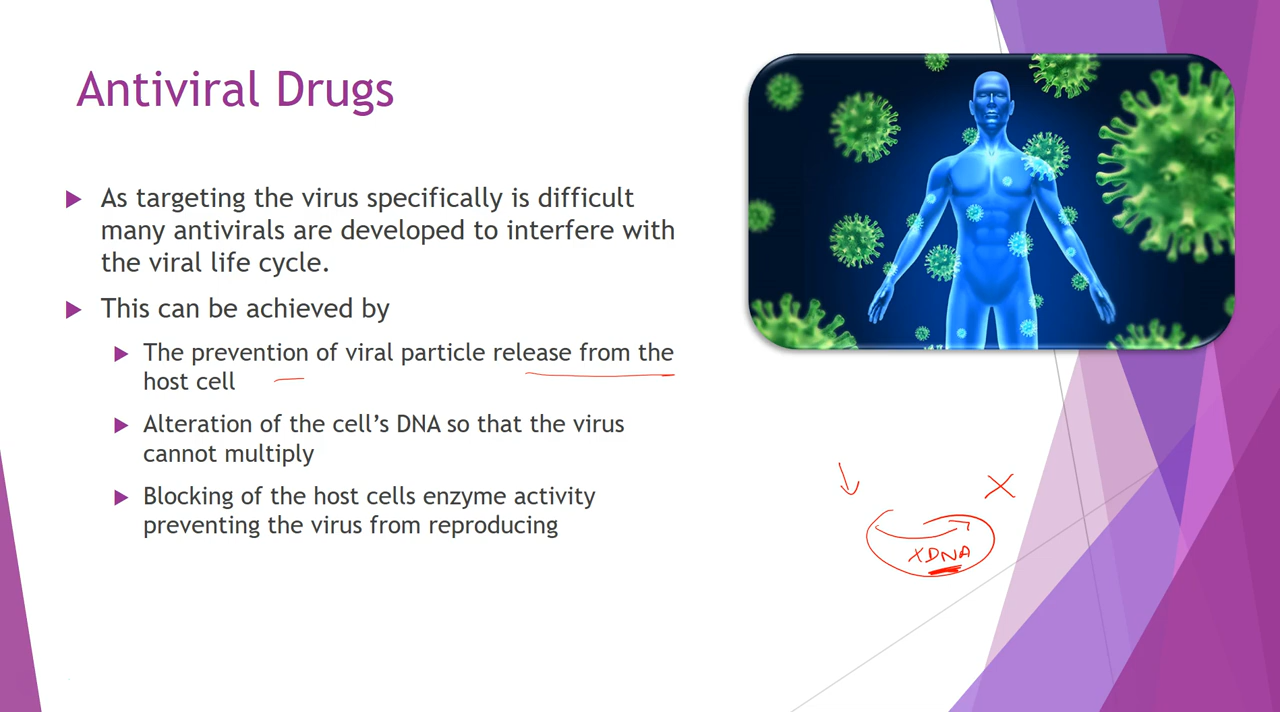 Antiviral Drugs
As targeting the virus specifically is difficult
many antivirals are developed to interfere with
the viral life cycle.
This can be achieved by
The prevention of viral particle release from the
host cell
Alteration of the cell's DNA so that the virus
cannot multiply
Blocking of the host cells enzyme activity
preventing the virus from reproducing
X
XDNA